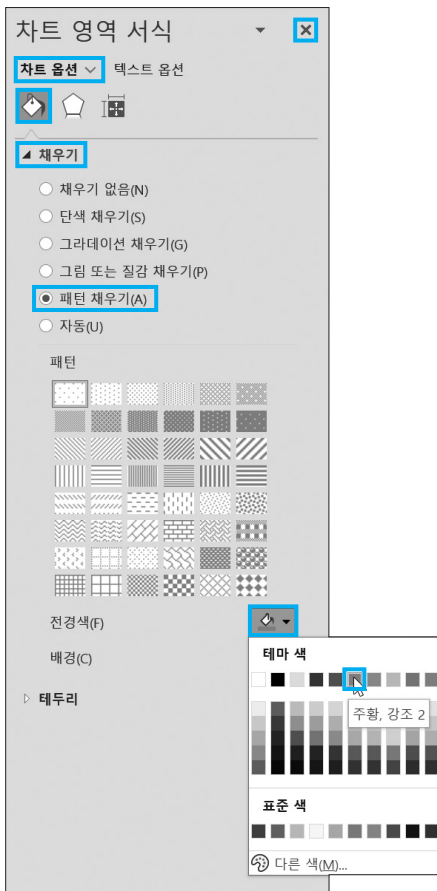 차트 영역 서식
차트 옵션 텍스트 옵션
채우기
채우기 없음(N)
단색 채우기(S)
그라데이션 채우기(G)
그림 또는 질감 채우기(P)
패턴 채우기(A)
자동(U)
패턴
전경색(F)
배경(C)
테마 색
주황, 강조 2
테두리
표준 색
다른 색(M)...